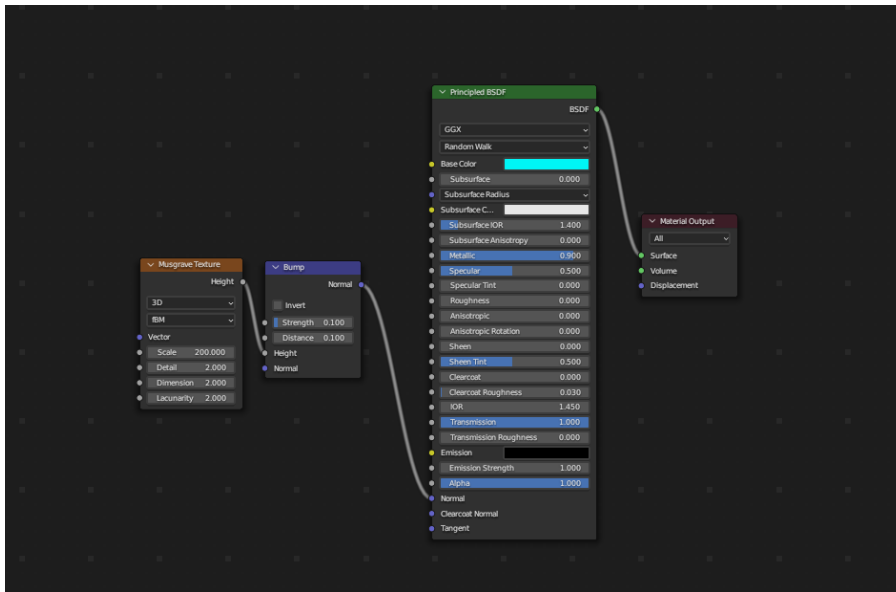 Musgrave Texture
Height
3D
fBM
Vector
Scale 200.000
Detail 2.000
Dimension 2.000
Lacunarity 2.000
Bump
Normal
Invert
Strength 0.100
Distance 0.100
Height
Normal
Principled BSDF
BSDF
GGX
Random Walk
Base Color
Subsurface 0.000
Subsurface Radius
Subsurface C...
Subsurface IOR 1.400
Subsurface Anisotropy 0.000
Metallic 0.900
Specular 0.500
Specular Tint 0.000
Roughness 0.000
Anisotropic 0.000
Anisotropic Rotation 0.000
Sheen 0.000
Sheen Tint 0.500
Clearcoat 0.000
Clearcoat Roughness 0.030
IOR 1.450
Transmission 1.000
Transmission Roughness 0.000
Emission
Emission Strength 1.000
Alpha 1.000
Normal
Clearcoat Normal
Tangent
Material Output
All
Surface
Volume
Displacement